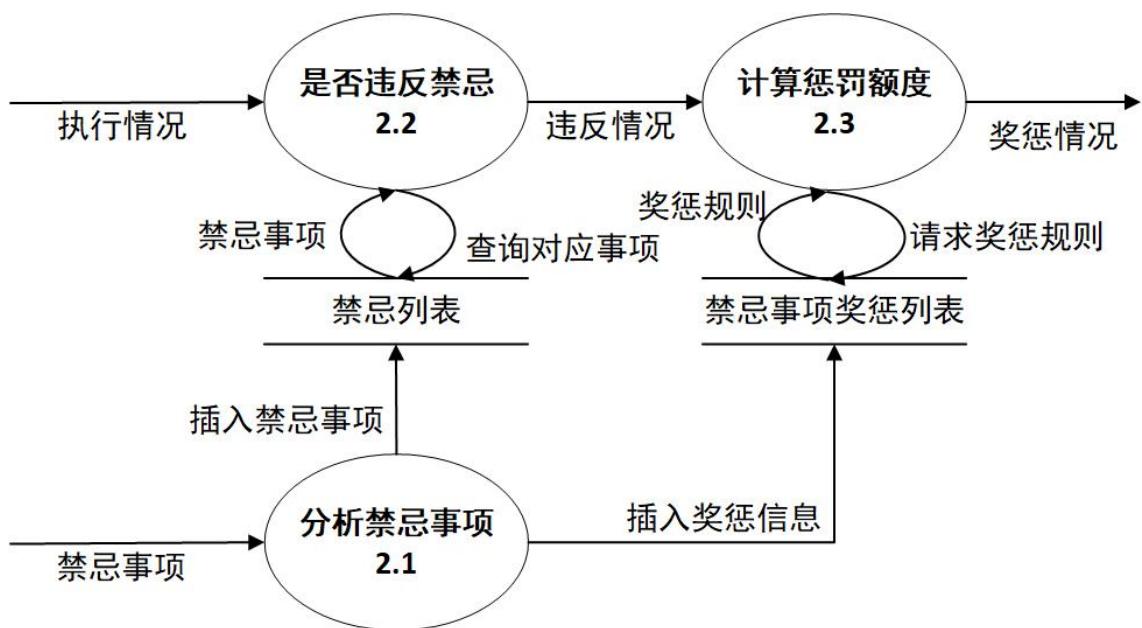 是否违反禁忌
2.2
计算惩罚额度
2.3
执行情况
违反情况
奖惩情况
禁忌事项
查询对应事项
奖惩规则
请求奖惩规则
禁忌列表
禁忌事项奖惩列表
插入禁忌事项
分析禁忌事项
2.1
插入奖惩信息
禁忌事项